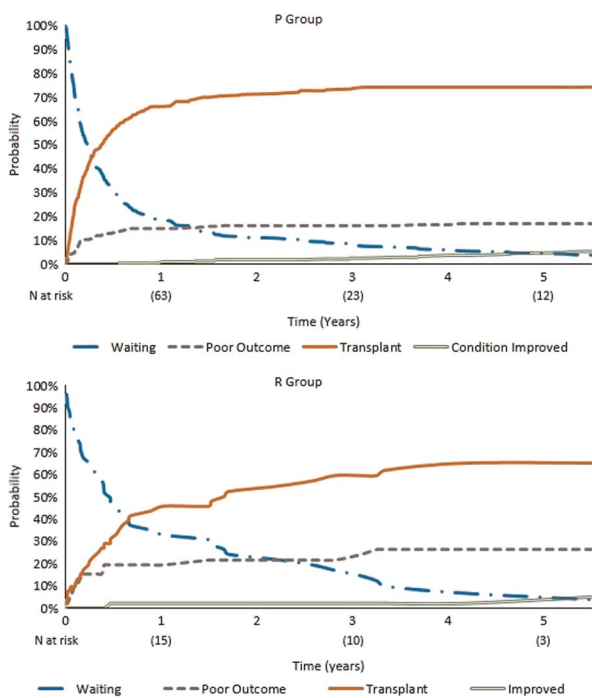 P Group
100%
90%
80%
70%
60%
50%
40%
30%
20%
10%
0%
Probability
0 1 2 3 4 5
N at risk (63) (23) (12)
Time (Years)
Waiting Poor Outcome Transplant Condition Improved
R Group
100%
90%
80%
70%
60%
50%
40%
30%
20%
10%
0%
Probability
0 1 2 3 4 5
N at risk (15) (10) (3)
Time (years)
Waiting Poor Outcome Transplant Improved